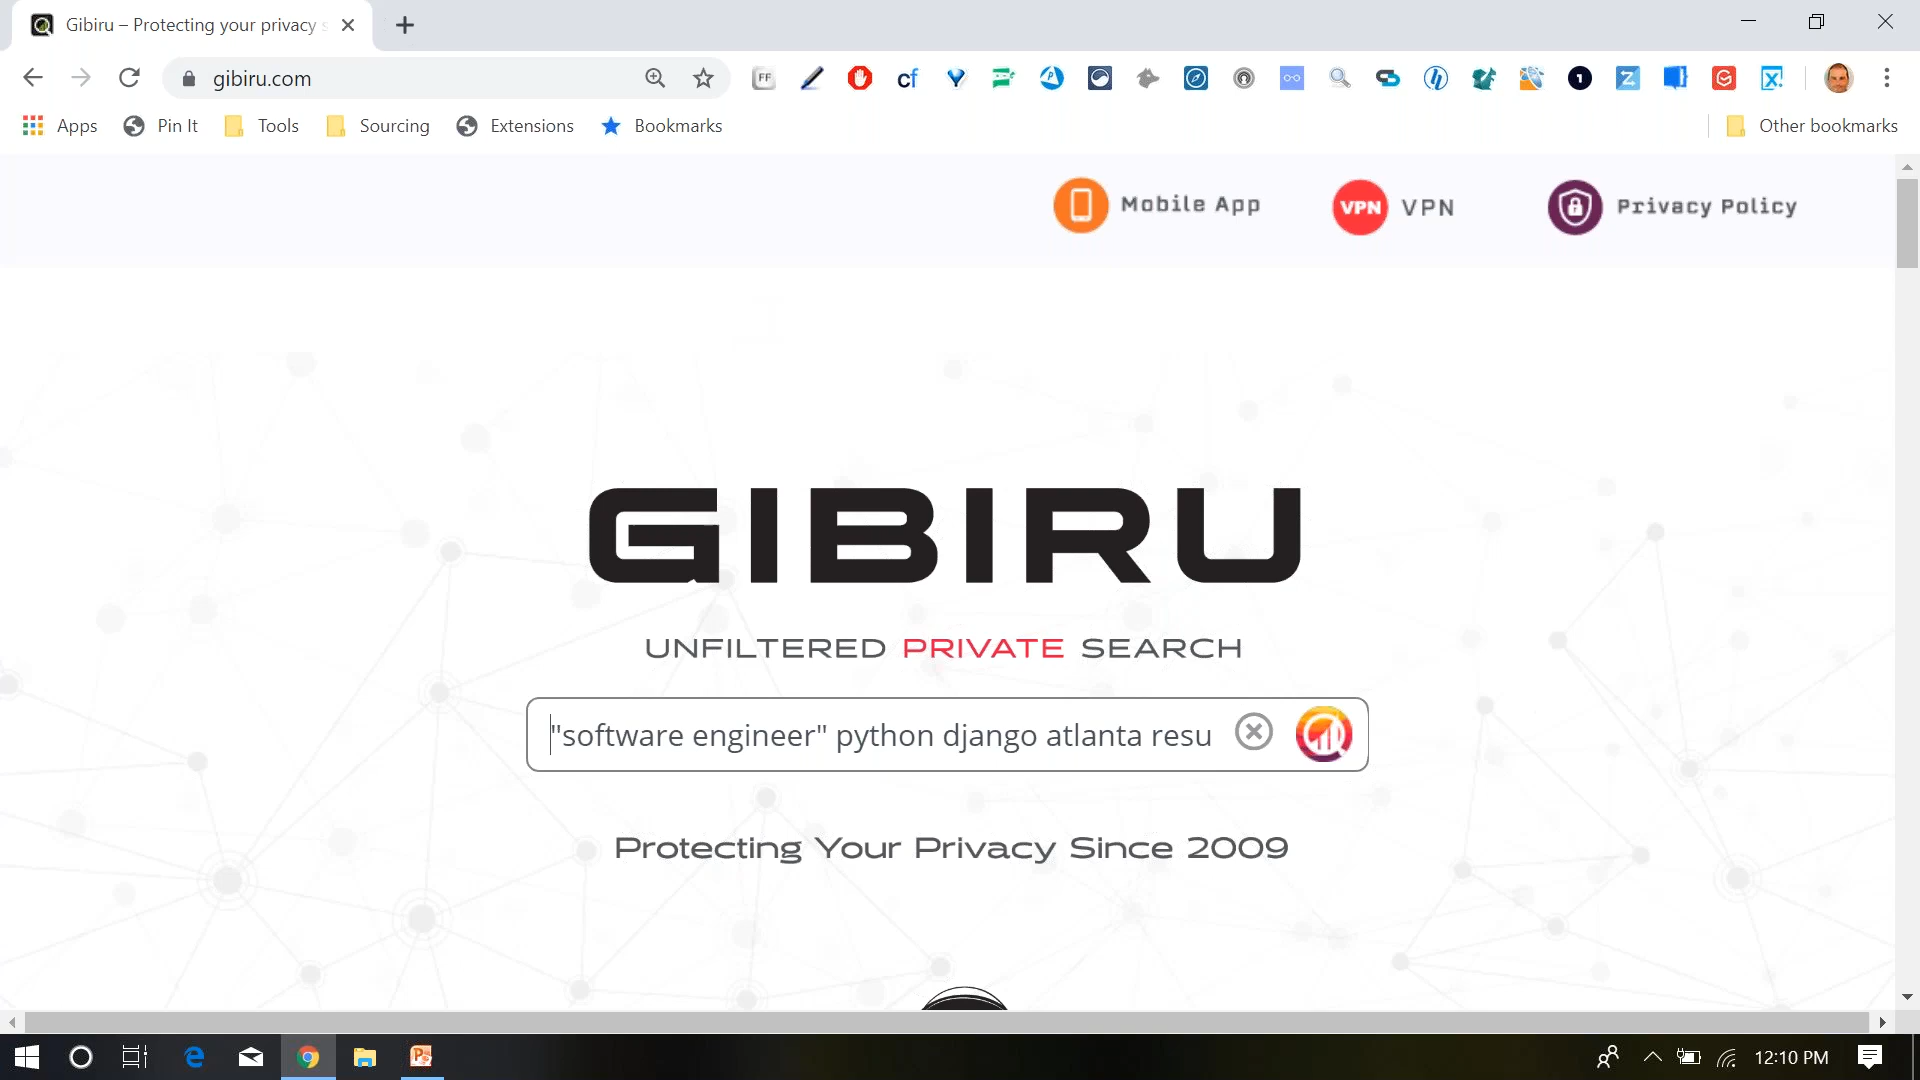 Gibiru – Protecting your privacy s
gibiru.com
FF
cf
Apps
Pin It
Tools
Sourcing
Extensions
Bookmarks
Other bookmarks
Mobile App
VPN
VPN
Privacy Policy
GIBIRU
UNFILTERED PRIVATE SEARCH
"software engineer" python django atlanta resu
Protecting Your Privacy Since 2009
12:10 PM